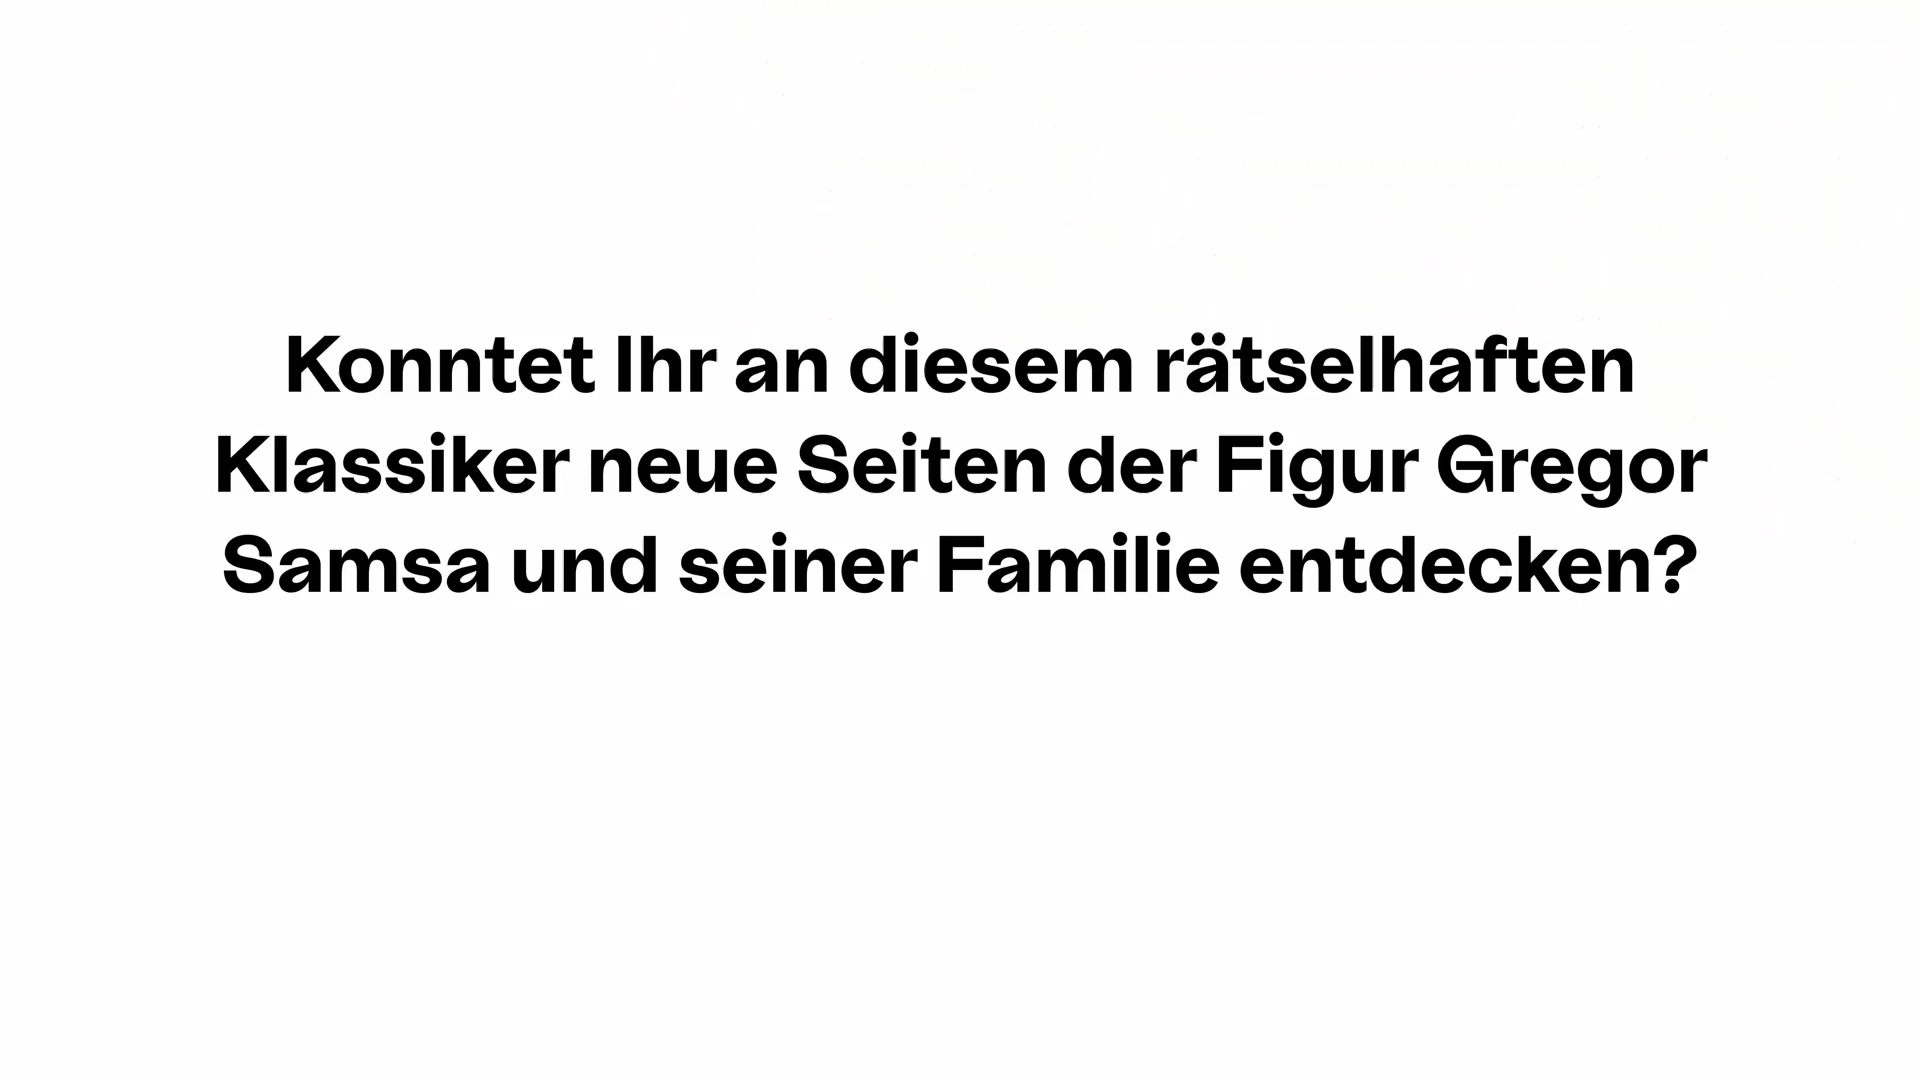 Konntet Ihr an diesem rätselhaften
Klassiker neue Seiten der Figur Gregor
Samsa und seiner Familie entdecken?